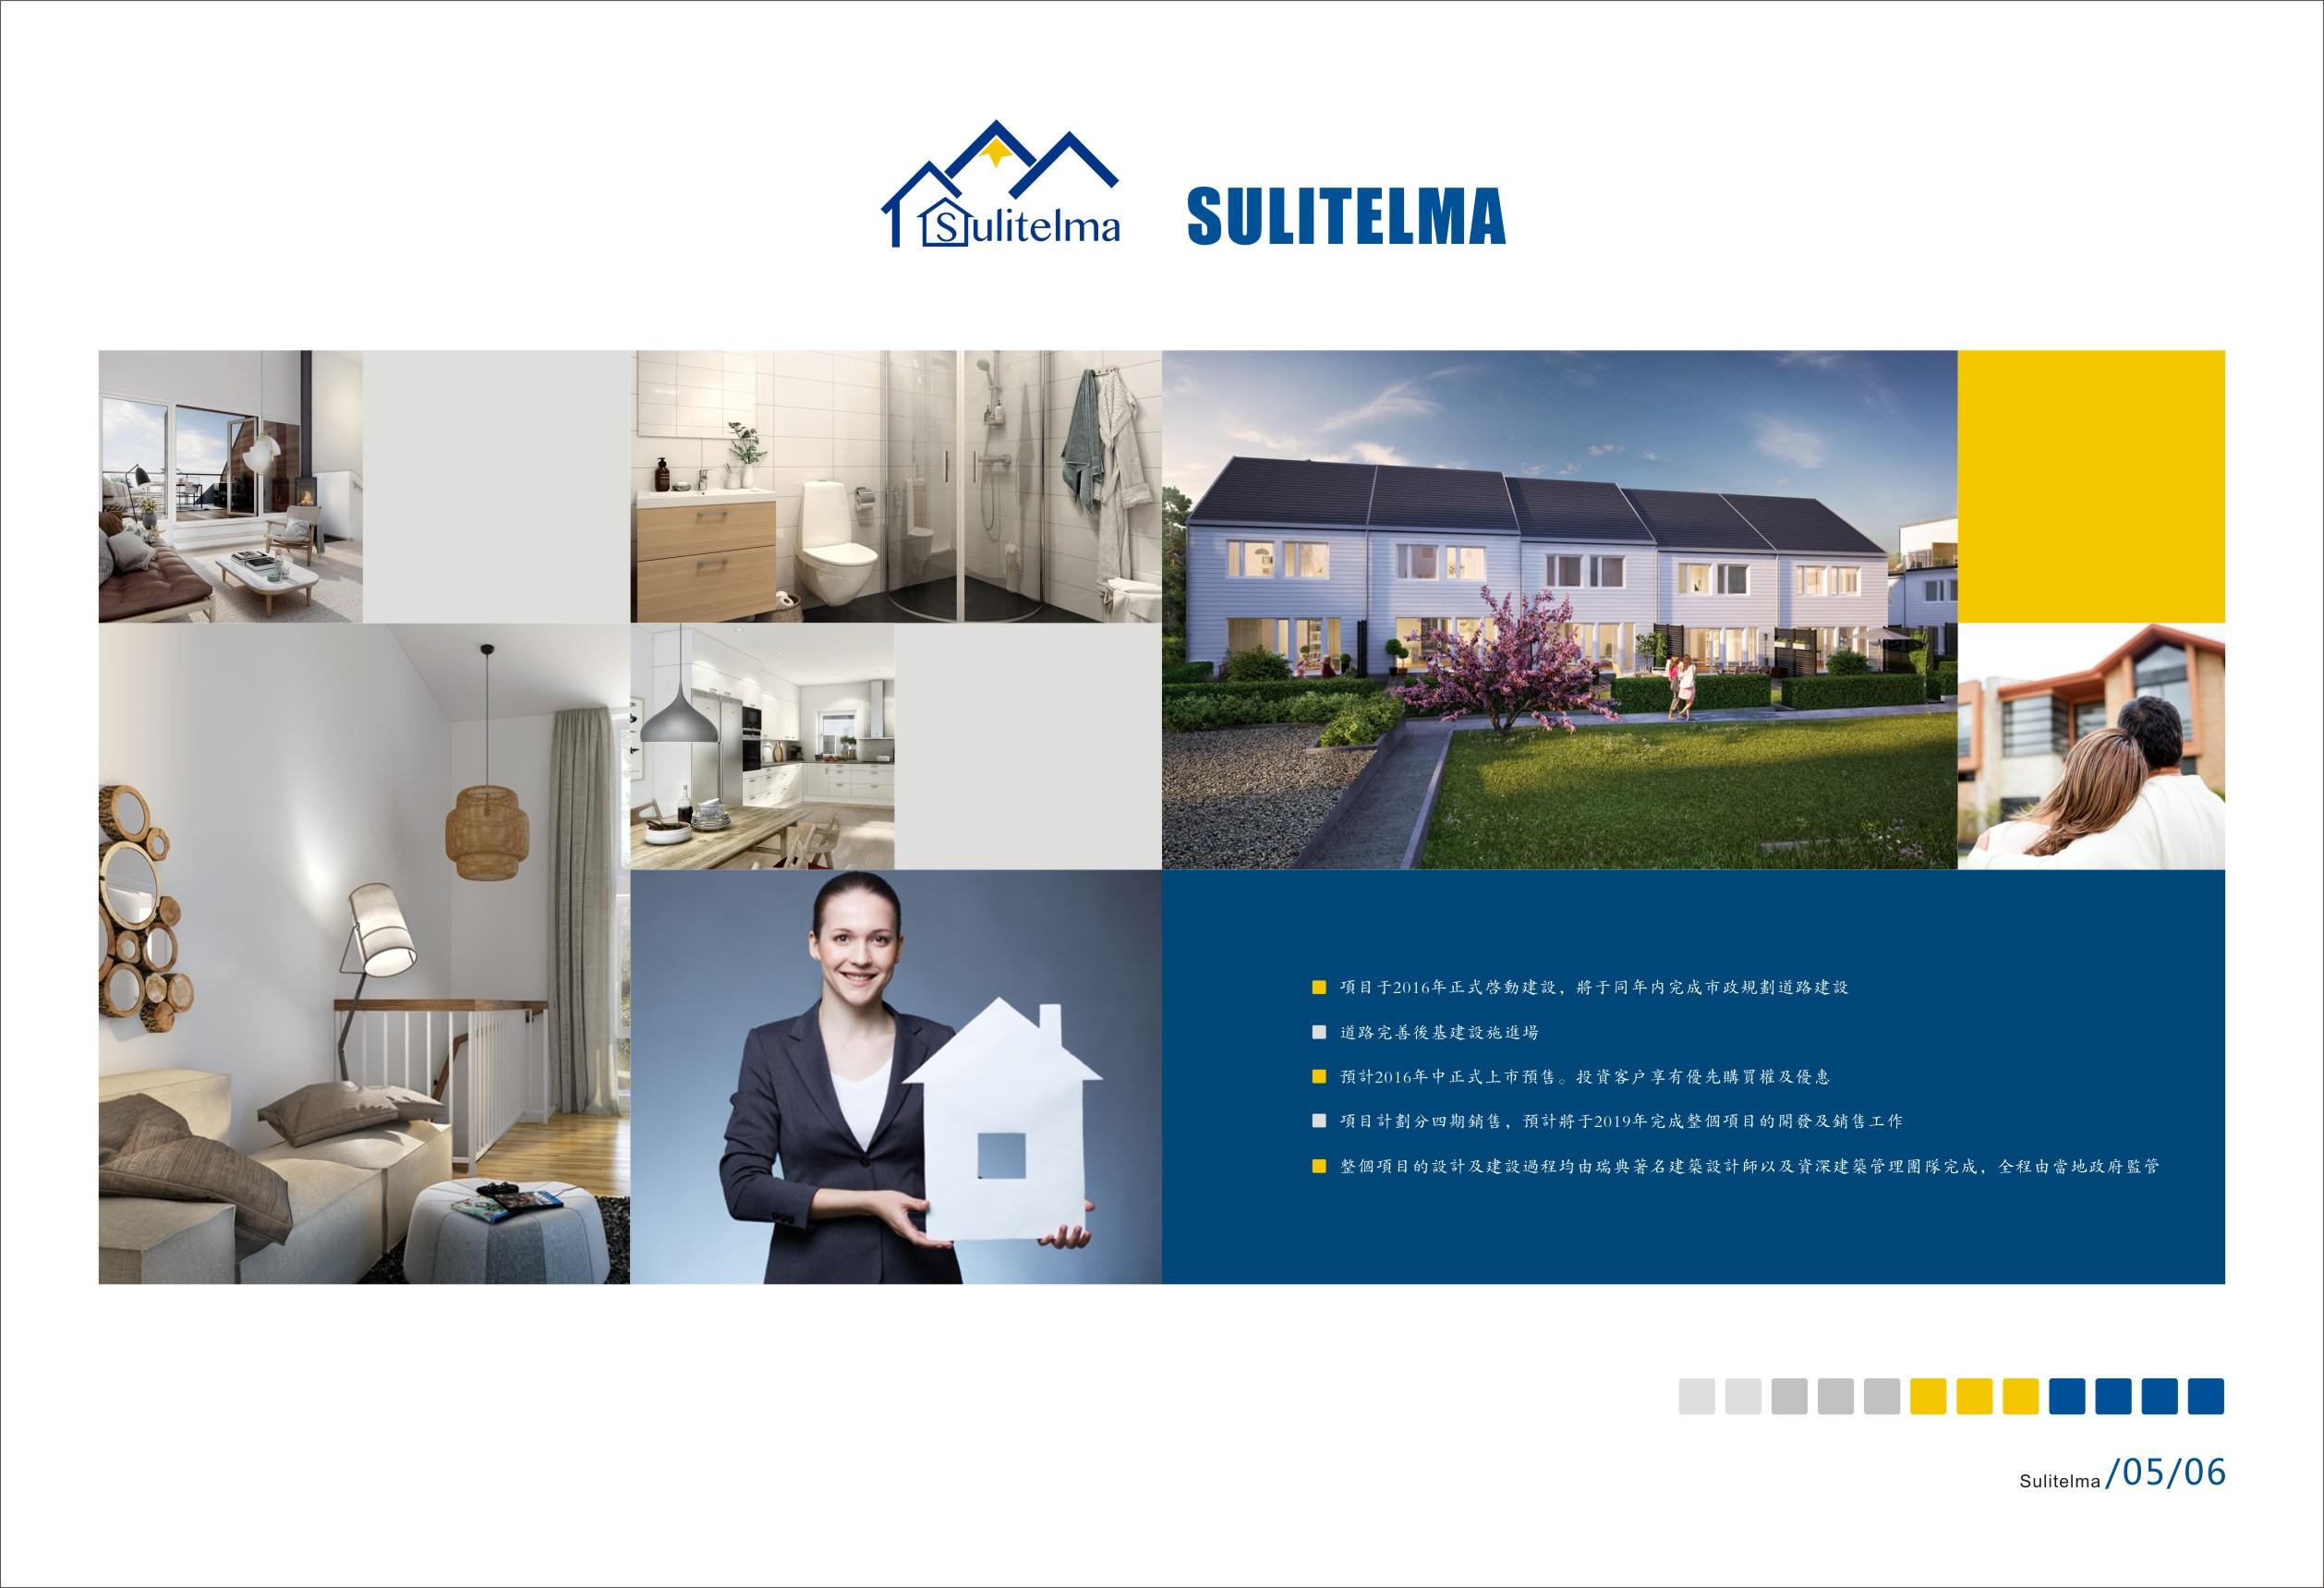 Sulitelma
SULITELMA
項目于2016年正式啓動建設，將于同年内完成市政規劃道路建設
道路完善後基建設施進場
預計2016年中正式上市預售。投資客户享有優先購買權及優惠
項目計劃分四期銷售，預計將于2019年完成整個項目的開發及銷售工作
整個項目的設計及建設過程均由瑞典著名建築設計師以及資深建築管理團隊完成，全程由當地政府監管
Sulitelma /05/06